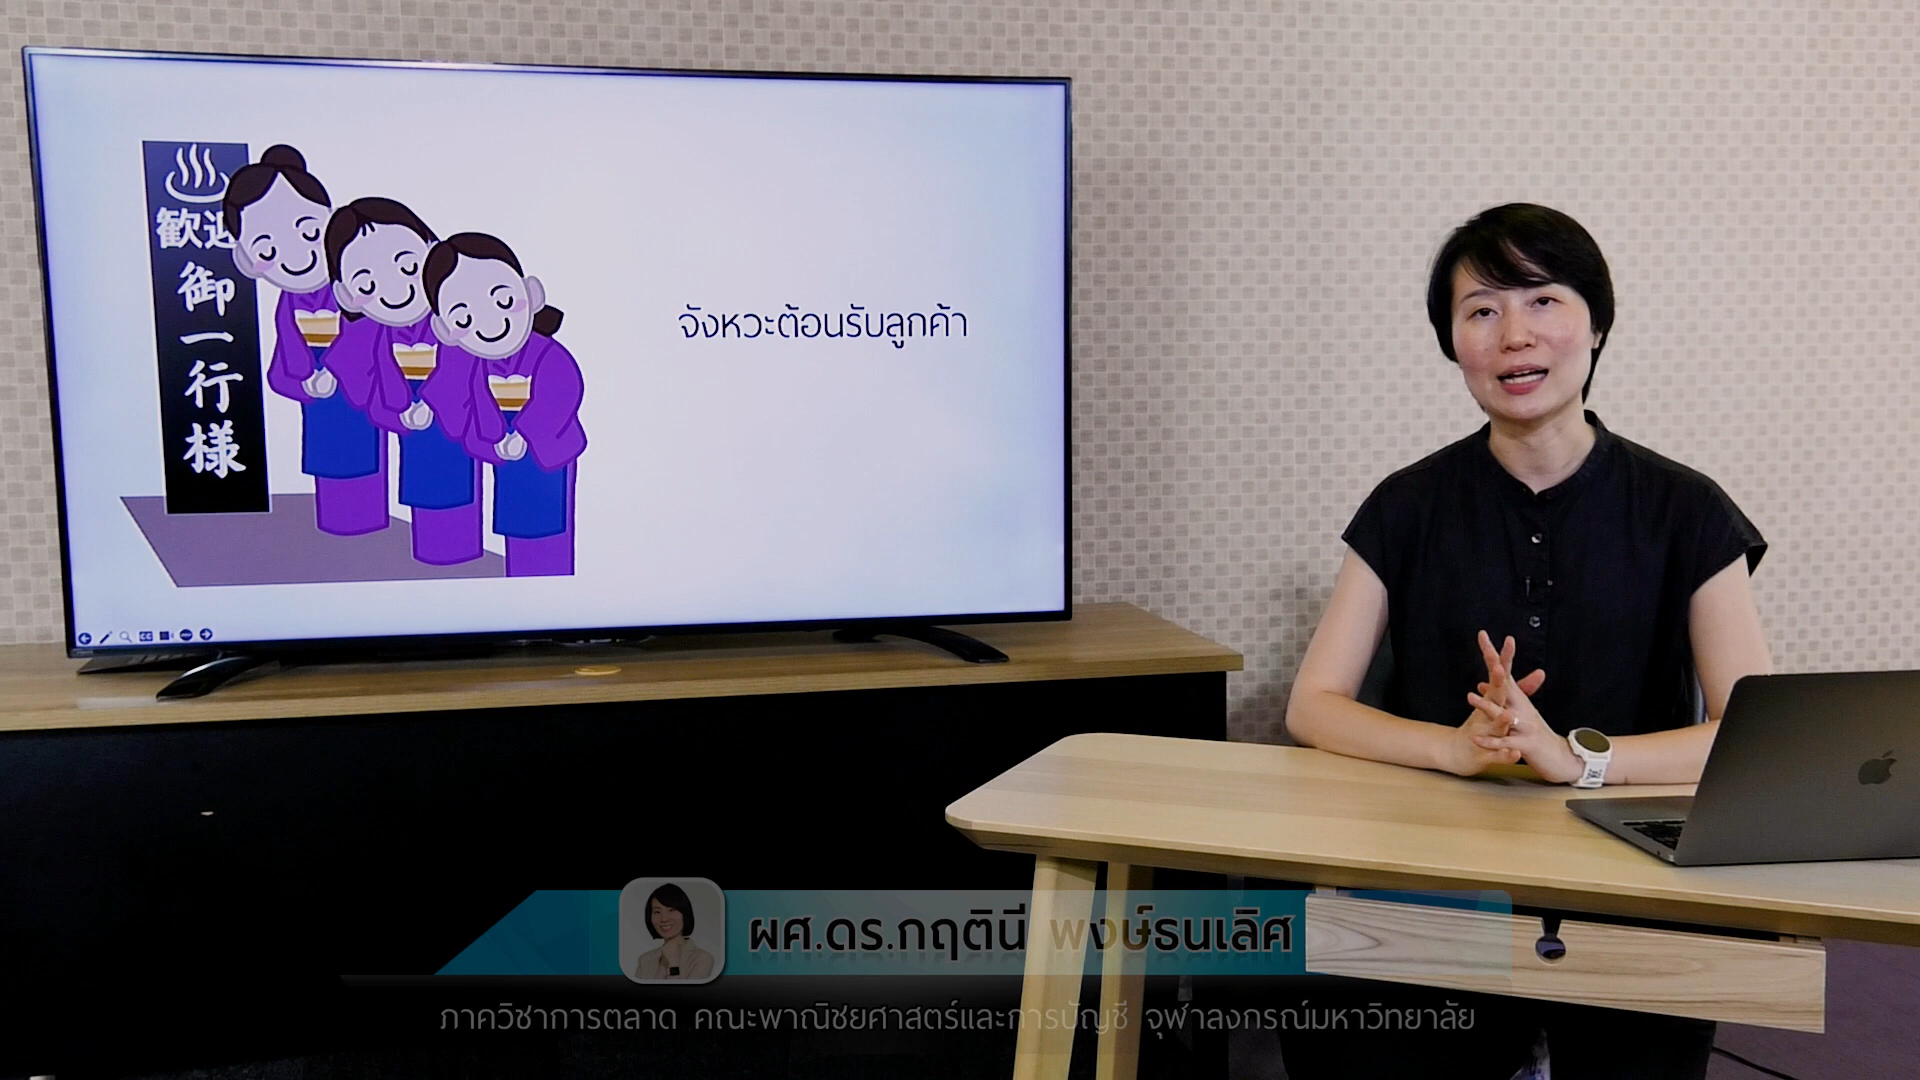 歓迎
御
一
行
様
จังหวะต้อนรับลูกค้า
ผศ.ดร.กฤตินี พงษ์ธนเลิศ
ภาควิชาการตลาด คณะพาณิชยศาสตร์และการบัญชี จุฬาลงกรณ์มหาวิทยาลัย